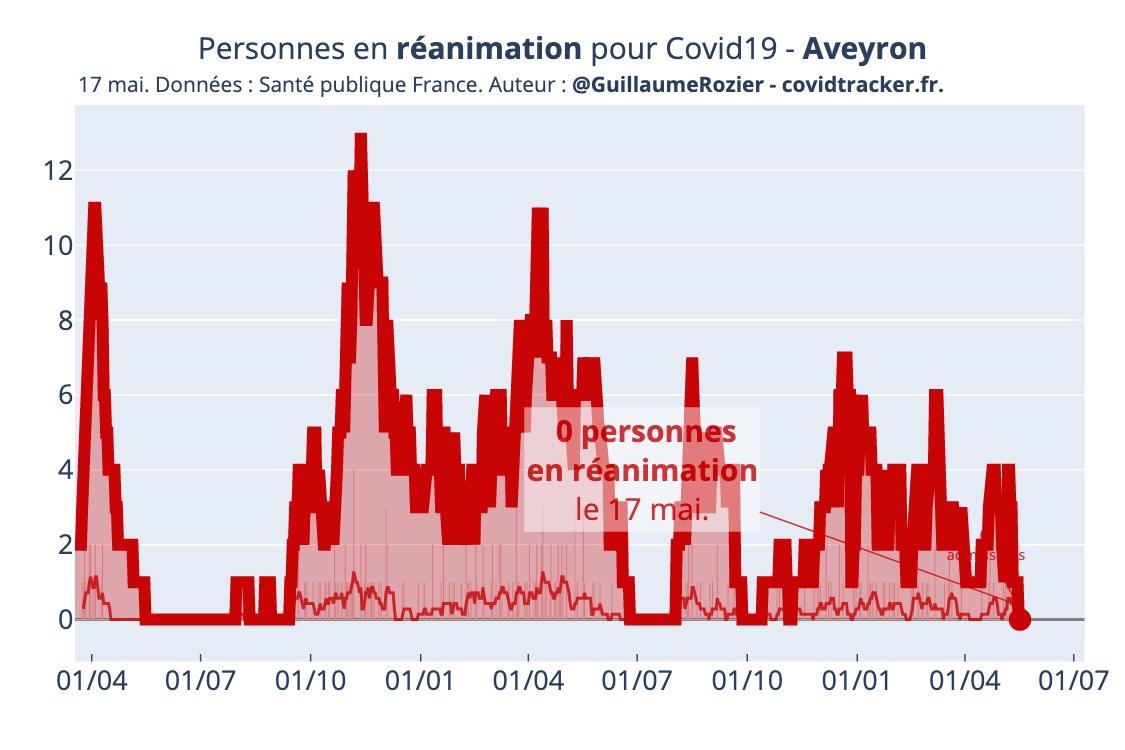 Personnes en réanimation pour Covid19 - Aveyron
17 mai. Données : Santé publique France. Auteur : @GuillaumeRozier - covidtracker.fr.
12
10
8
6
4
2
0
0 personnes
en réanimation
le 17 mai.
01/04 01/07 01/10 01/01 01/04 01/07 01/10 01/01 01/04 01/07